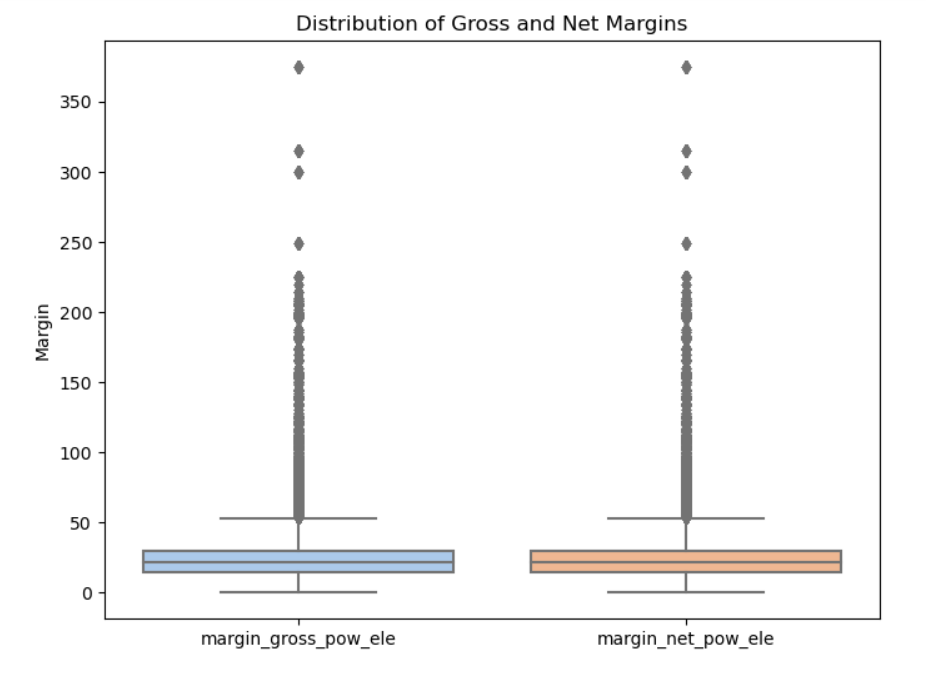 Distribution of Gross and Net Margins
350
300
250
200
150
100
50
0
Margin
margin_gross_pow_ele
margin_net_pow_ele